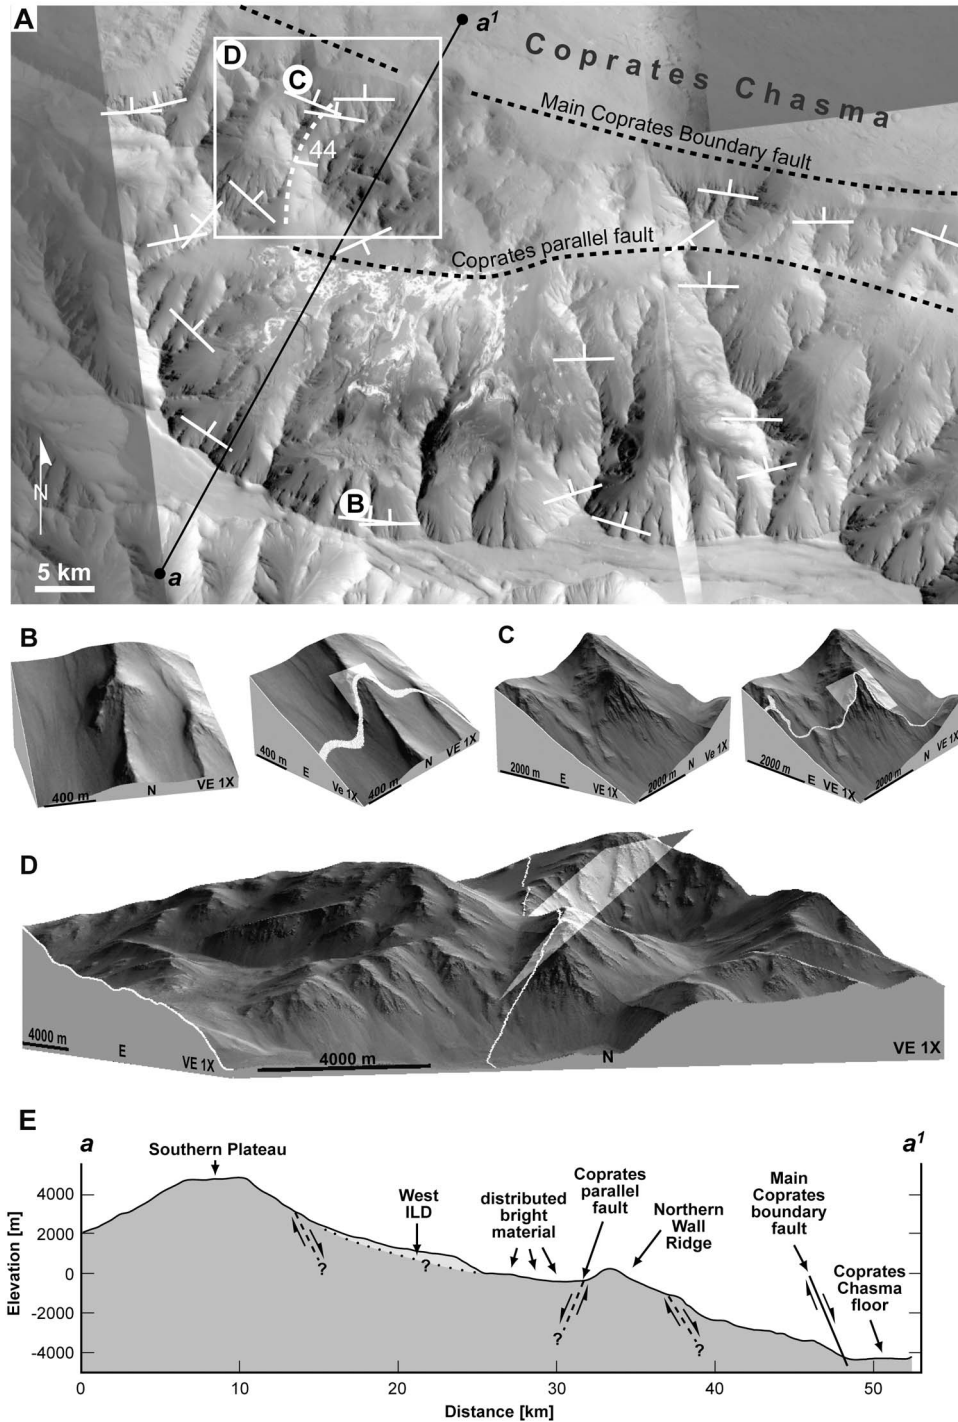 A
a¹
D
C
Coprates Chasma
Main Coprates Boundary fault
44
Coprates parallel fault
N
B
5 km
a
B
400 m
N
VE 1X
400 m
E
Ve 1X
400 m
N
VE 1X
C
2000 m
E
VE 1X
2000 m
N
VE 1X
2000 m
E
VE 1X
2000 m
N
VE 1X
D
4000 m
E
VE 1X
4000 m
N
VE 1X
E
a
a¹
Southern Plateau
West
ILD
distributed
bright
material
Coprates
parallel
fault
Northern
Wall
Ridge
Main
Coprates
boundary
fault
Coprates
Chasma
floor
Elevation [m]
4000
2000
0
-2000
-4000
?
?
?
?
0
10
20
30
40
50
Distance [km]